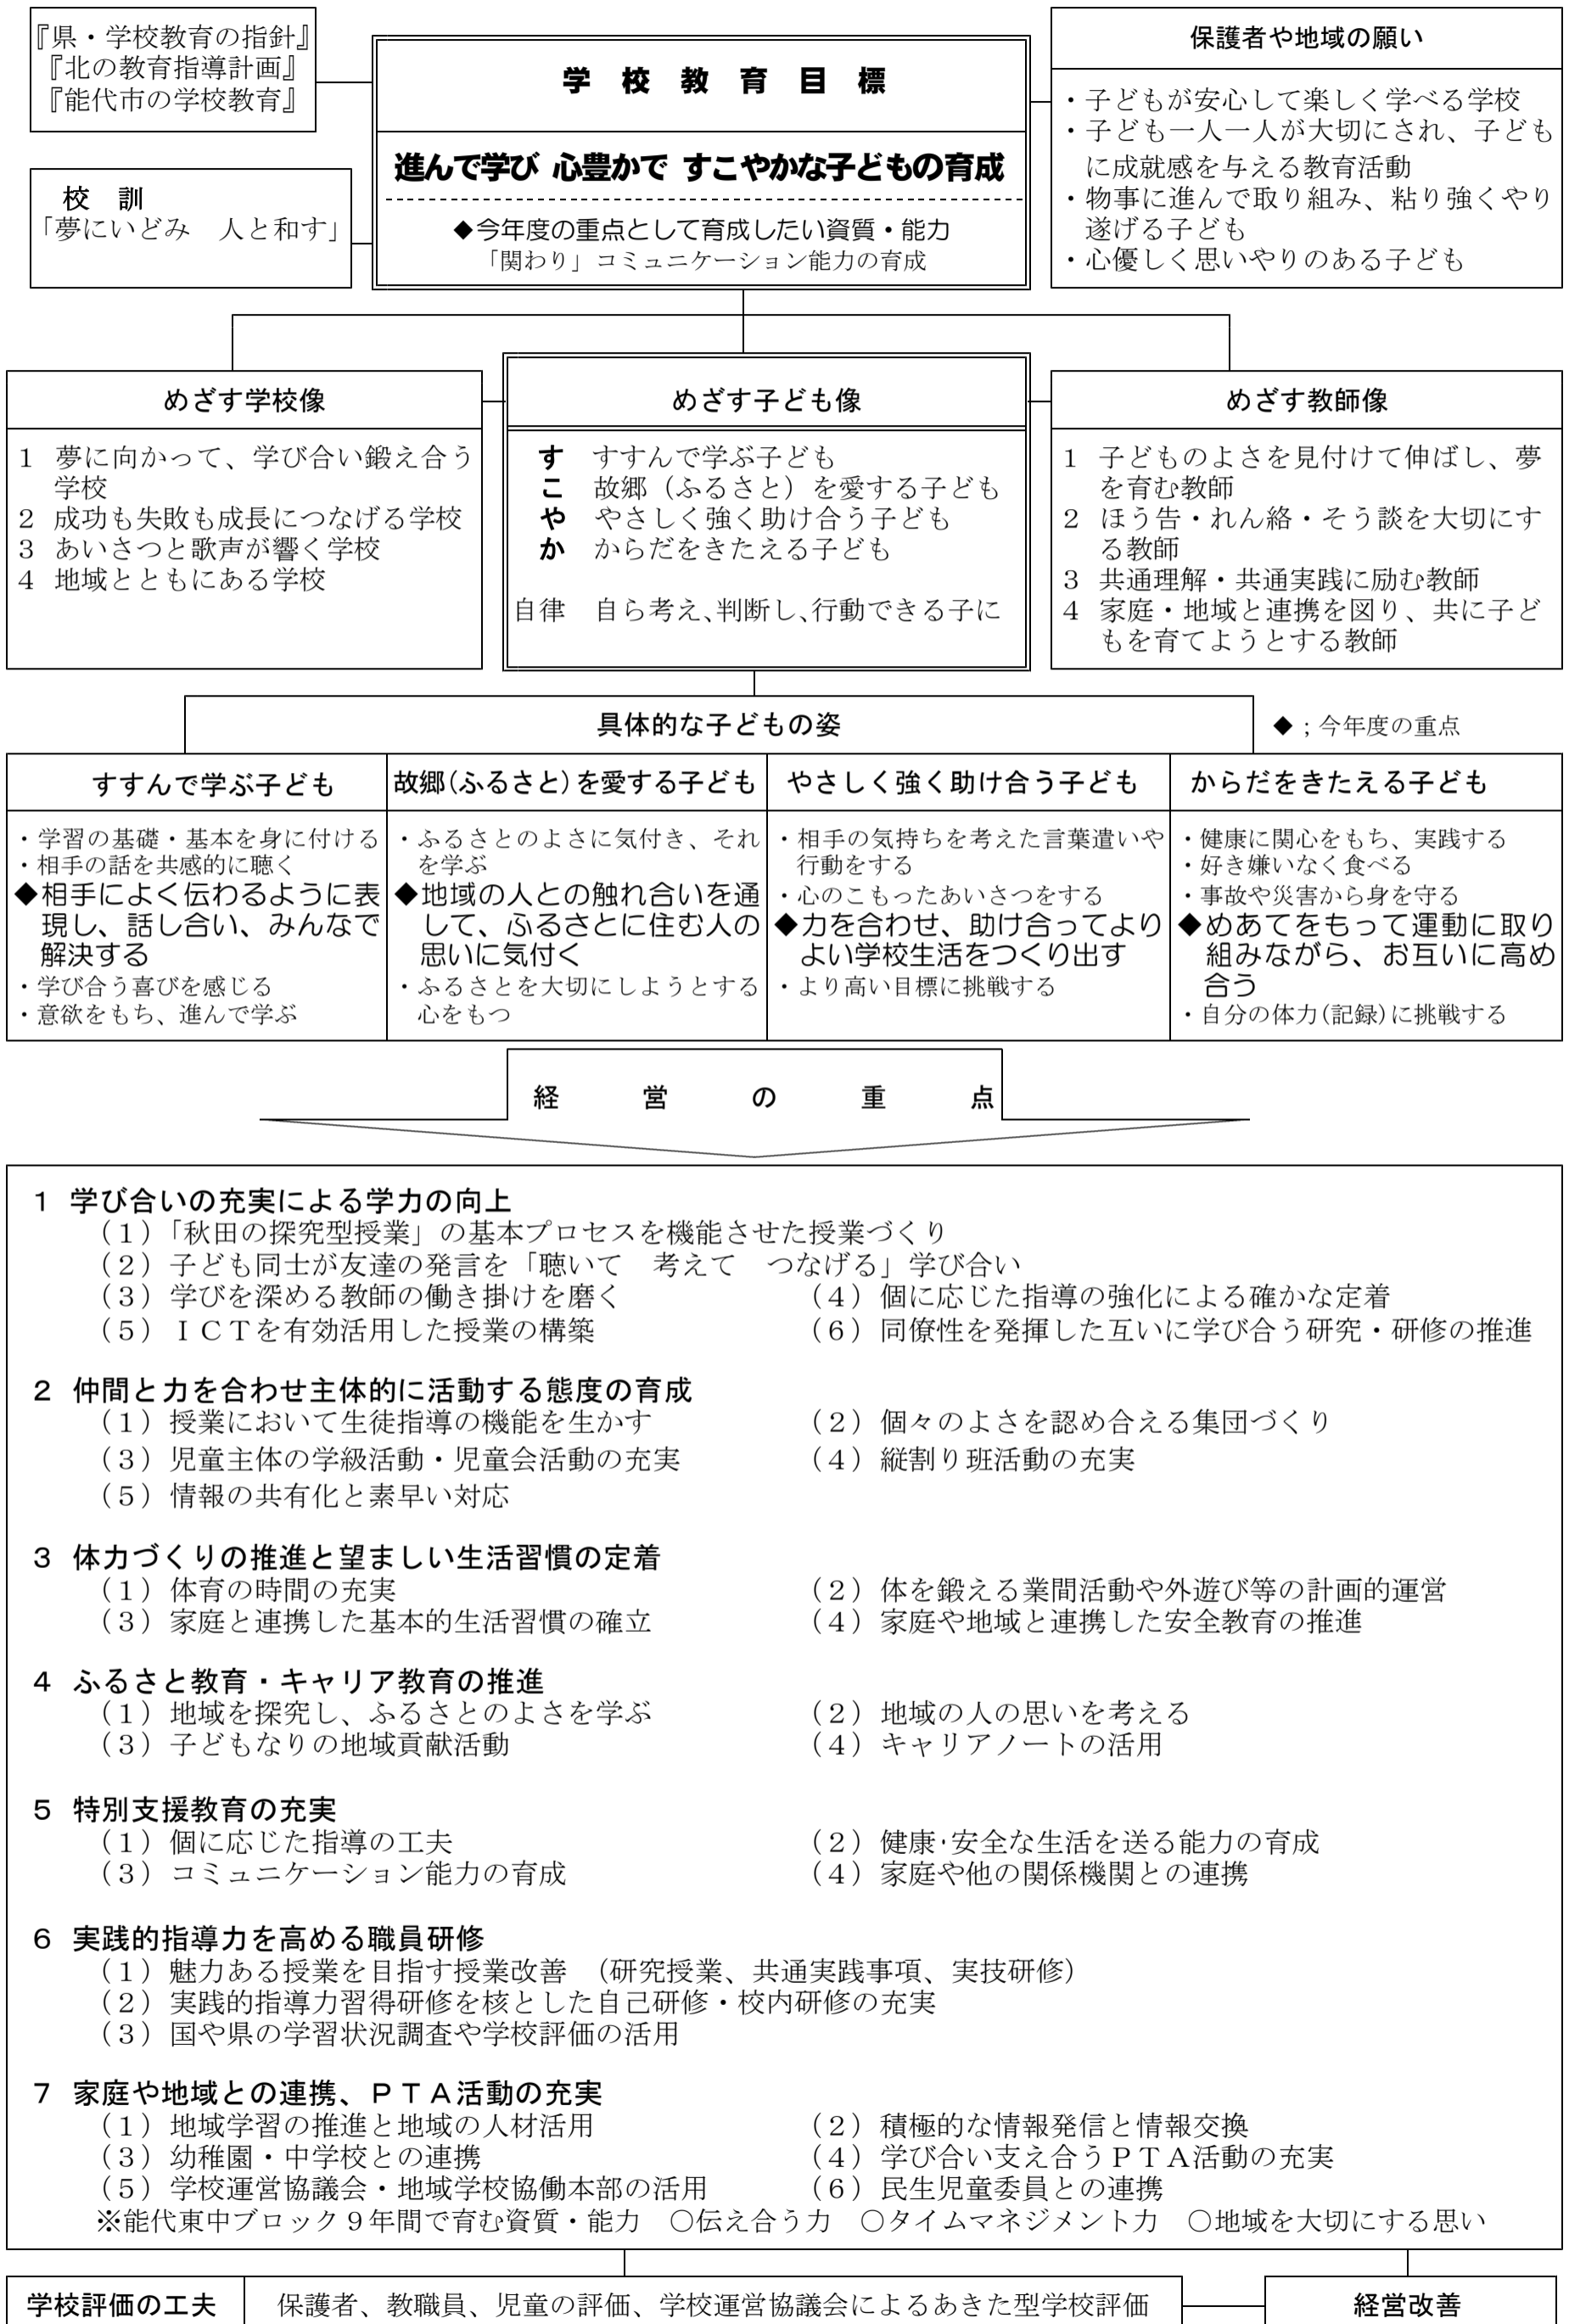 『県・学校教育の指針』
『北の教育指導計画』
『能代市の学校教育』
校　訓
「夢にいどみ　人と和す」
学　校　教　育　目　標
進んで学び 心豊かで すこやかな子どもの育成
◆今年度の重点として育成したい資質・能力
「関わり」コミュニケーション能力の育成
保護者や地域の願い
・子どもが安心して楽しく学べる学校
・子ども一人一人が大切にされ、子ども
に成就感を与える教育活動
・物事に進んで取り組み、粘り強くやり
遂げる子ども
・心優しく思いやりのある子ども
めざす学校像
1 夢に向かって、学び合い鍛え合う
学校
2 成功も失敗も成長につなげる学校
3 あいさつと歌声が響く学校
4 地域とともにある学校
めざす子ども像
す　すすんで学ぶ子ども
こ　故郷（ふるさと）を愛する子ども
や　やさしく強く助け合う子ども
か　からだをきたえる子ども
自律　自ら考え､判断し､行動できる子に
めざす教師像
1 子どものよさを見付けて伸ばし、夢
を育む教師
2 ほう告・れん絡・そう談を大切にす
る教師
3 共通理解・共通実践に励む教師
4 家庭・地域と連携を図り、共に子ど
もを育てようとする教師
具体的な子どもの姿
◆；今年度の重点
すすんで学ぶ子ども
・学習の基礎・基本を身に付ける
・相手の話を共感的に聴く
◆相手によく伝わるように表
現し、話し合い、みんなで
解決する
・学び合う喜びを感じる
・意欲をもち、進んで学ぶ
故郷(ふるさと)を愛する子ども
・ふるさとのよさに気付き、それ
を学ぶ
◆地域の人との触れ合いを通
して、ふるさとに住む人の
思いに気付く
・ふるさとを大切にしようとする
心をもつ
やさしく強く助け合う子ども
・相手の気持ちを考えた言葉遣いや
行動をする
・心のこもったあいさつをする
◆力を合わせ、助け合ってより
よい学校生活をつくり出す
・より高い目標に挑戦する
からだをきたえる子ども
・健康に関心をもち、実践する
・好き嫌いなく食べる
・事故や災害から身を守る
◆めあてをもって運動に取り
組みながら、お互いに高め
合う
・自分の体力(記録)に挑戦する
経　営　の　重　点
1 学び合いの充実による学力の向上
（1）「秋田の探究型授業」の基本プロセスを機能させた授業づくり
（2）子ども同士が友達の発言を「聴いて　考えて　つなげる」学び合い
（3）学びを深める教師の働き掛けを磨く　（4）個に応じた指導の強化による確かな定着
（5）ＩＣＴを有効活用した授業の構築　（6）同僚性を発揮した互いに学び合う研究・研修の推進
2 仲間と力を合わせ主体的に活動する態度の育成
（1）授業において生徒指導の機能を生かす　（2）個々のよさを認め合える集団づくり
（3）児童主体の学級活動・児童会活動の充実　（4）縦割り班活動の充実
（5）情報の共有化と素早い対応
3 体力づくりの推進と望ましい生活習慣の定着
（1）体育の時間の充実　（2）体を鍛える業間活動や外遊び等の計画的運営
（3）家庭と連携した基本的生活習慣の確立　（4）家庭や地域と連携した安全教育の推進
4 ふるさと教育・キャリア教育の推進
（1）地域を探究し、ふるさとのよさを学ぶ　（2）地域の人の思いを考える
（3）子どもなりの地域貢献活動　（4）キャリアノートの活用
5 特別支援教育の充実
（1）個に応じた指導の工夫　（2）健康･安全な生活を送る能力の育成
（3）コミュニケーション能力の育成　（4）家庭や他の関係機関との連携
6 実践的指導力を高める職員研修
（1）魅力ある授業を目指す授業改善　（研究授業、共通実践事項、実技研修）
（2）実践的指導力習得研修を核とした自己研修・校内研修の充実
（3）国や県の学習状況調査や学校評価の活用
7 家庭や地域との連携、ＰＴＡ活動の充実
（1）地域学習の推進と地域の人材活用　（2）積極的な情報発信と情報交換
（3）幼稚園・中学校との連携　（4）学び合い支え合うＰＴＡ活動の充実
（5）学校運営協議会・地域学校協働本部の活用　（6）民生児童委員との連携
※能代東中ブロック９年間で育む資質・能力　○伝え合う力　○タイムマネジメント力　○地域を大切にする思い
学校評価の工夫　保護者、教職員、児童の評価、学校運営協議会によるあきた型学校評価　経営改善